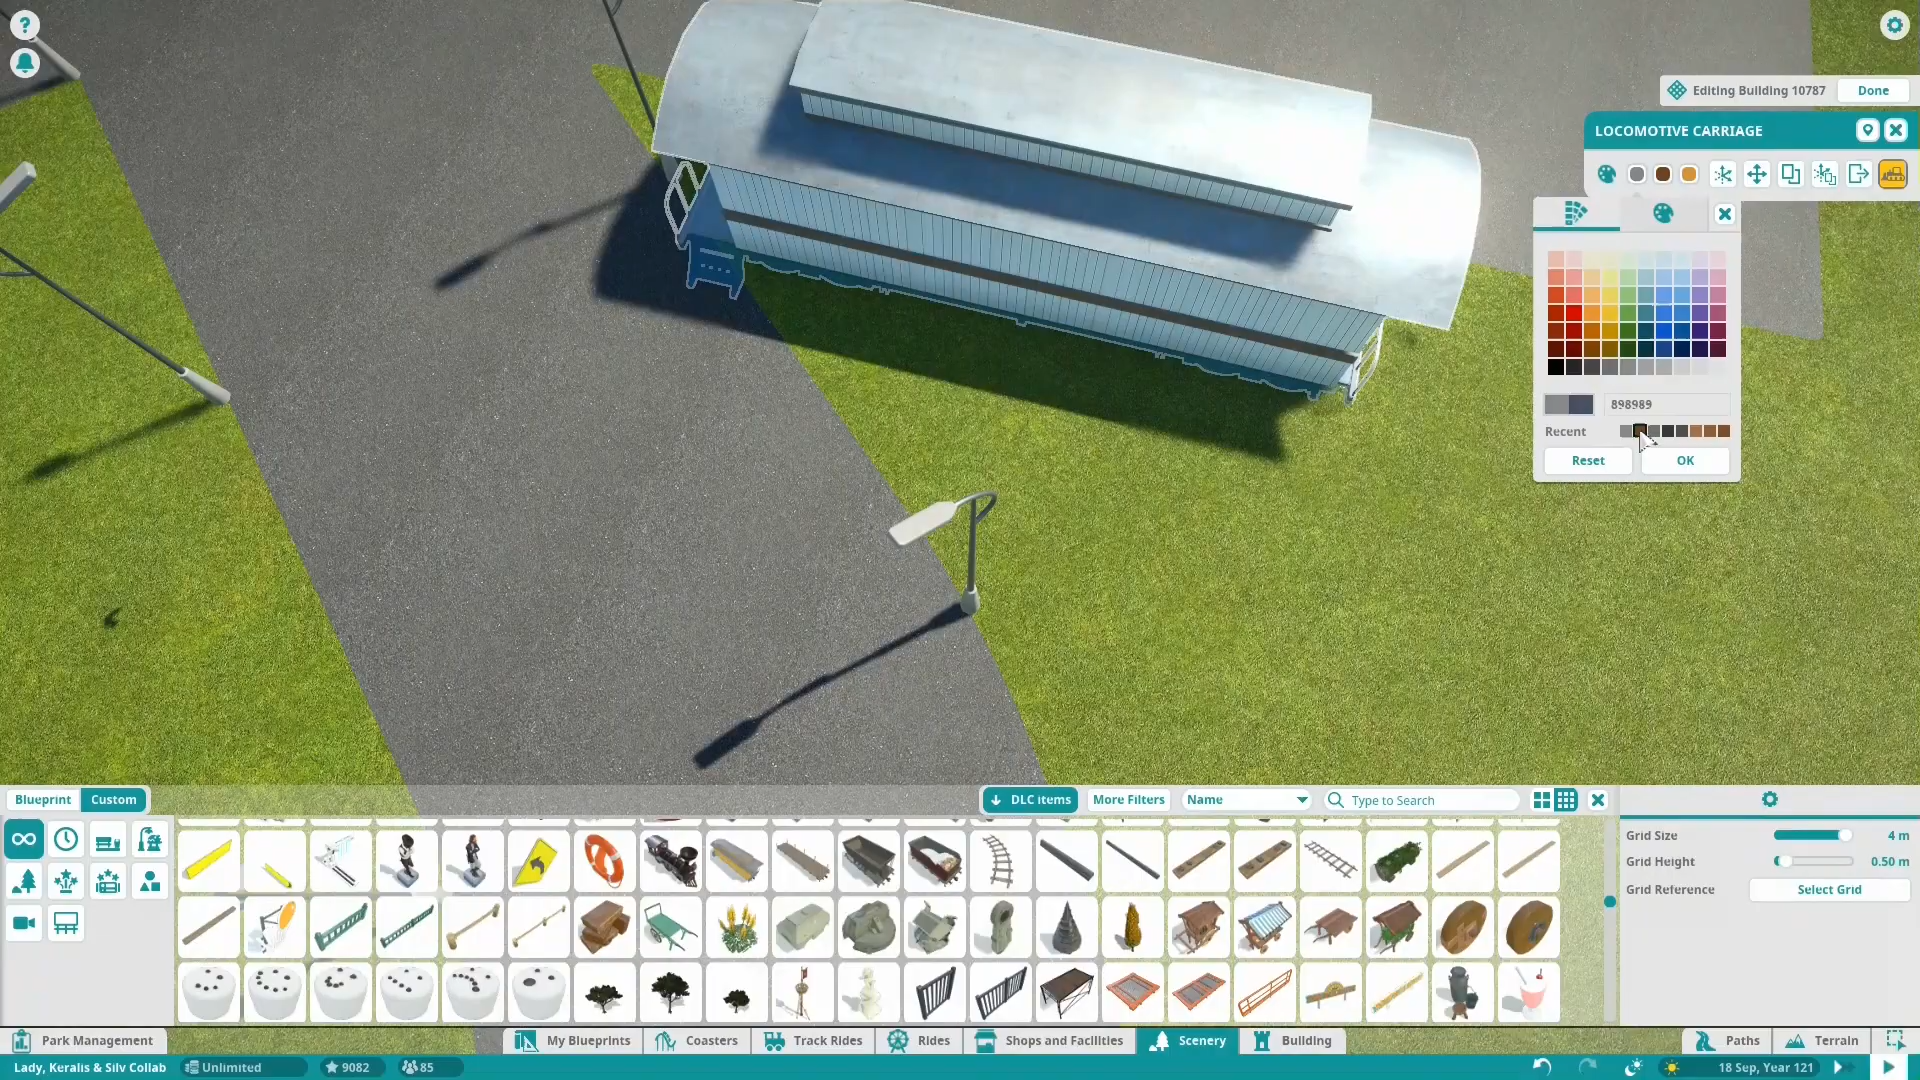 ?
Editing Building 10787
Done
LOCOMOTIVE CARRIAGE
898989
Recent
Reset
OK
Blueprint
Custom
DLC items
More Filters
Name
Type to Search
Grid Size
4 m
Grid Height
0.50 m
Grid Reference
Select Grid
Park Management
My Blueprints
Coasters
Track Rides
Rides
Shops and Facilities
Scenery
Building
Paths
Terrain
Lady, Keralis & Silv Collab
Unlimited
9082
85
18 Sep, Year 121